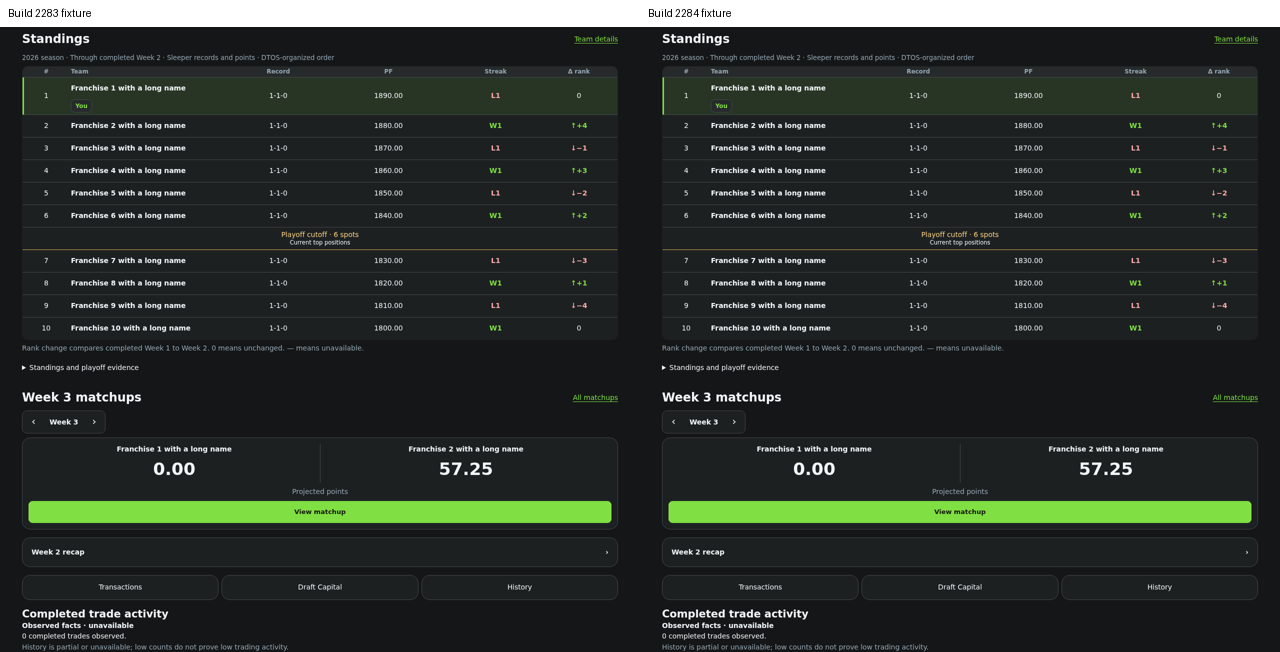 Build 2283 fixture
Standings
Team details
2026 season · Through completed Week 2 · Sleeper records and points · DTOS-organized order
# Team Record PF Streak Δ rank
1 Franchise 1 with a long name 1-1-0 1890.00 L1 0
You
2 Franchise 2 with a long name 1-1-0 1880.00 W1 ↑+4
3 Franchise 3 with a long name 1-1-0 1870.00 L1 ↓−1
4 Franchise 4 with a long name 1-1-0 1860.00 W1 ↑+3
5 Franchise 5 with a long name 1-1-0 1850.00 L1 ↓−2
6 Franchise 6 with a long name 1-1-0 1840.00 W1 ↑+2
Playoff cutoff · 6 spots
Current top positions
7 Franchise 7 with a long name 1-1-0 1830.00 L1 ↓−3
8 Franchise 8 with a long name 1-1-0 1820.00 W1 ↑+1
9 Franchise 9 with a long name 1-1-0 1810.00 L1 ↓−4
10 Franchise 10 with a long name 1-1-0 1800.00 W1 0
Rank change compares completed Week 1 to Week 2. 0 means unchanged. — means unavailable.
▶ Standings and playoff evidence
Week 3 matchups
All matchups
‹ Week 3 ›
Franchise 1 with a long name Franchise 2 with a long name
0.00 57.25
Projected points
View matchup
Week 2 recap ›
Transactions Draft Capital History
Completed trade activity
Observed facts · unavailable
0 completed trades observed.
History is partial or unavailable; low counts do not prove low trading activity.
Build 2284 fixture
Standings
Team details
2026 season · Through completed Week 2 · Sleeper records and points · DTOS-organized order
# Team Record PF Streak Δ rank
1 Franchise 1 with a long name 1-1-0 1890.00 L1 0
You
2 Franchise 2 with a long name 1-1-0 1880.00 W1 ↑+4
3 Franchise 3 with a long name 1-1-0 1870.00 L1 ↓−1
4 Franchise 4 with a long name 1-1-0 1860.00 W1 ↑+3
5 Franchise 5 with a long name 1-1-0 1850.00 L1 ↓−2
6 Franchise 6 with a long name 1-1-0 1840.00 W1 ↑+2
Playoff cutoff · 6 spots
Current top positions
7 Franchise 7 with a long name 1-1-0 1830.00 L1 ↓−3
8 Franchise 8 with a long name 1-1-0 1820.00 W1 ↑+1
9 Franchise 9 with a long name 1-1-0 1810.00 L1 ↓−4
10 Franchise 10 with a long name 1-1-0 1800.00 W1 0
Rank change compares completed Week 1 to Week 2. 0 means unchanged. — means unavailable.
▶ Standings and playoff evidence
Week 3 matchups
All matchups
‹ Week 3 ›
Franchise 1 with a long name Franchise 2 with a long name
0.00 57.25
Projected points
View matchup
Week 2 recap ›
Transactions Draft Capital History
Completed trade activity
Observed facts · unavailable
0 completed trades observed.
History is partial or unavailable; low counts do not prove low trading activity.